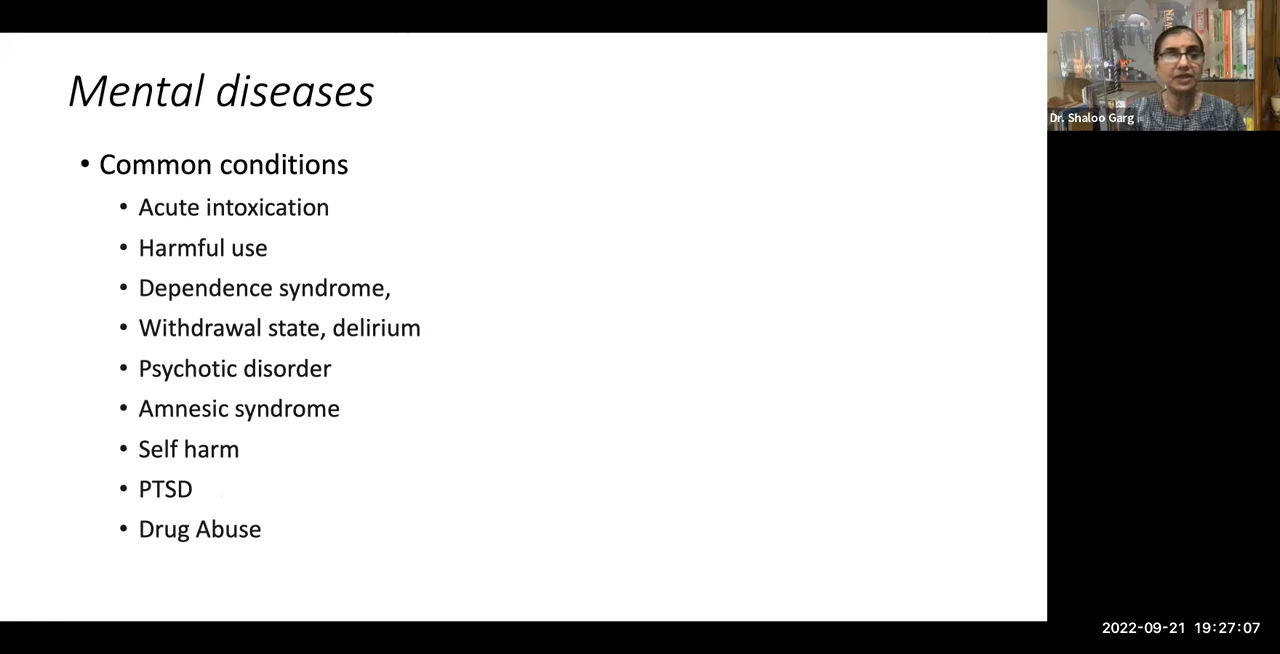 Mental diseases
• Common conditions
• Acute intoxication
• Harmful use
• Dependence syndrome,
• Withdrawal state, delirium
• Psychotic disorder
• Amnesic syndrome
• Self harm
• PTSD
• Drug Abuse
Dr. Shaloo Garg
2022-09-21 19:27:07